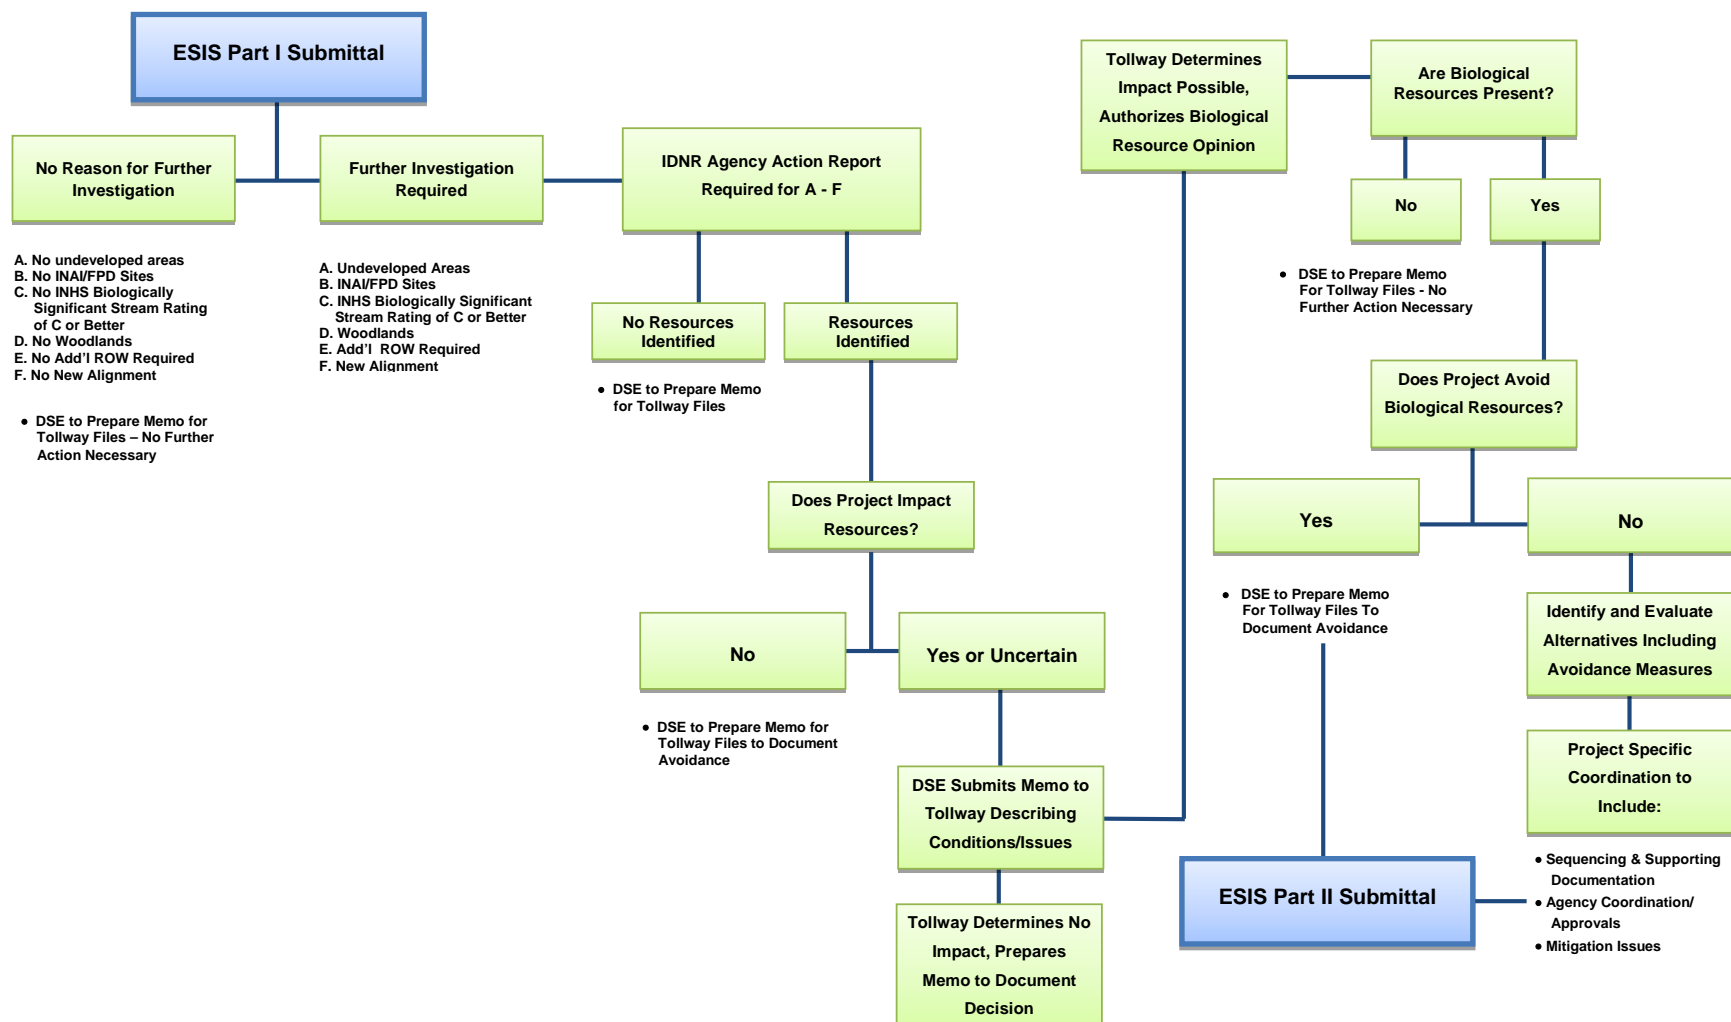 ESIS Part I Submittal
No Reason for Further
Investigation
A. No undeveloped areas
B. No INAI/FPD Sites
C. No INHS Biologically
Significant Stream Rating
of C or Better
D. No Woodlands
E. No Add'l ROW Required
F. No New Alignment
● DSE to Prepare Memo for
Tollway Files – No Further
Action Necessary
Further Investigation
Required
A. Undeveloped Areas
B. INAI/FPD Sites
C. INHS Biologically Significant
Stream Rating of C or Better
D. Woodlands
E. Add'l ROW Required
F. New Alignment
IDNR Agency Action Report
Required for A - F
No Resources
Identified
● DSE to Prepare Memo
for Tollway Files
Resources
Identified
Does Project Impact
Resources?
No
● DSE to Prepare Memo for
Tollway Files to Document
Avoidance
Yes or Uncertain
DSE Submits Memo to
Tollway Describing
Conditions/Issues
Tollway Determines No
Impact, Prepares
Memo to Document
Decision
Tollway Determines
Impact Possible,
Authorizes Biological
Resource Opinion
Are Biological
Resources Present?
No
● DSE to Prepare Memo
For Tollway Files - No
Further Action Necessary
Yes
Does Project Avoid
Biological Resources?
Yes
● DSE to Prepare Memo
For Tollway Files To
Document Avoidance
No
Identify and Evaluate
Alternatives Including
Avoidance Measures
Project Specific
Coordination to
Include:
● Sequencing & Supporting
Documentation
● Agency Coordination/
Approvals
● Mitigation Issues
ESIS Part II Submittal